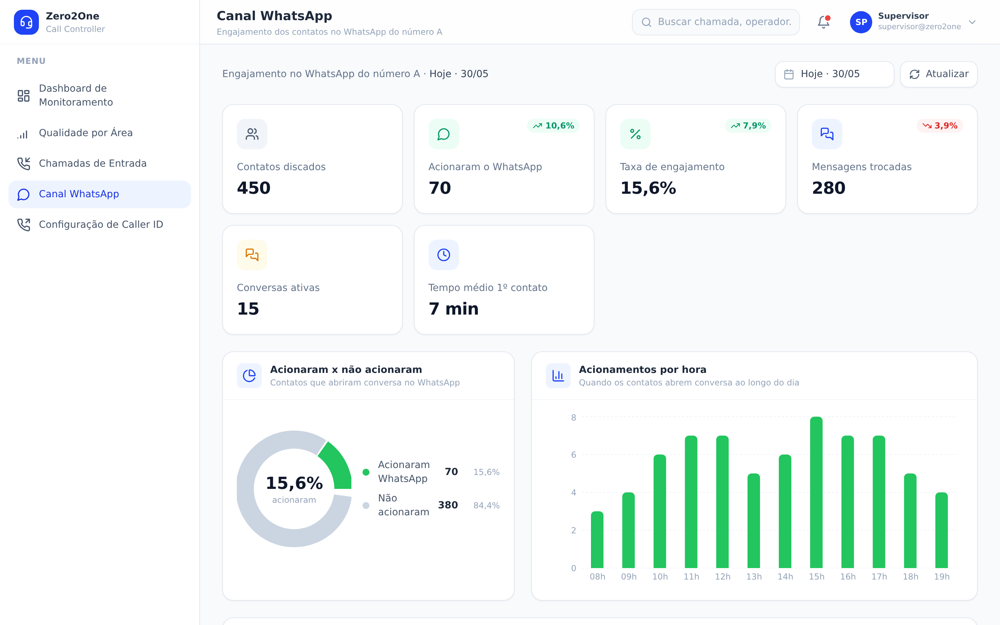 Zero2One
Call Controller
MENU
Dashboard de
Monitoramento
Qualidade por Área
Chamadas de Entrada
Canal WhatsApp
Configuração de Caller ID
Canal WhatsApp
Engajamento dos contatos no WhatsApp do número A
Buscar chamada, operador.
SP
Supervisor
supervisor@zero2one
Engajamento no WhatsApp do número A · Hoje · 30/05
Hoje · 30/05
Atualizar
Contatos discados
450
10,6%
Acionaram o WhatsApp
70
7,9%
Taxa de engajamento
15,6%
3,9%
Mensagens trocadas
280
Conversas ativas
15
Tempo médio 1º contato
7 min
Acionaram x não acionaram
Contatos que abriram conversa no WhatsApp
15,6%
acionaram
Acionaram
WhatsApp
70
15,6%
Não
acionaram
380
84,4%
Acionamentos por hora
Quando os contatos abrem conversa ao longo do dia
8
6
4
2
0
08h 09h 10h 11h 12h 13h 14h 15h 16h 17h 18h 19h